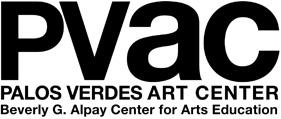 PVaC
PALOS VERDES ART CENTER
Beverly G. Alpay Center for Arts Education